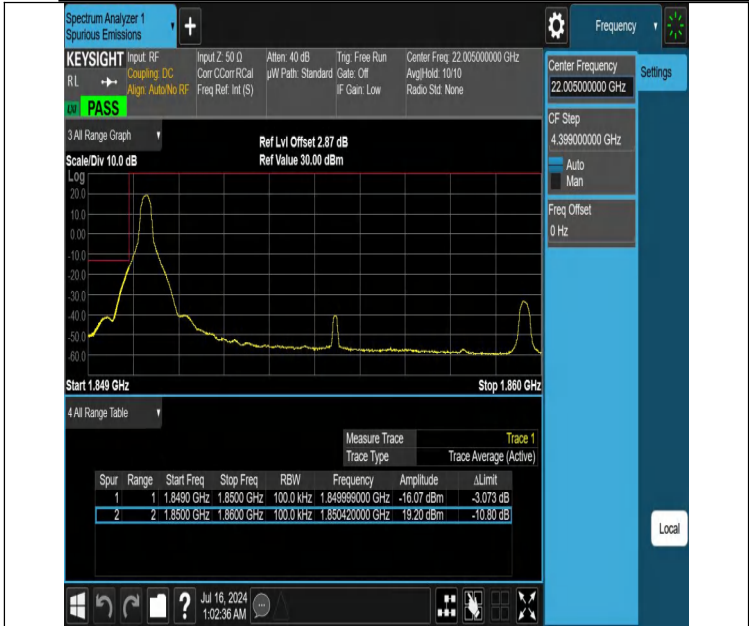 Spectrum Analyzer 1
Spurious Emissions
Frequency
KEYSIGHT
R L
PASS
Input: RF
Coupling: DC
Align: Auto/No RF
Input Z: 50 Ω
Corr CCorr RCal
Freq Ref: Int (S)
Atten: 40 dB
µW Path: Standard
Trig: Free Run
Gate: Off
IF Gain: Low
Center Freq: 22.005000000 GHz
Avg|Hold: 10/10
Radio Std: None
Center Frequency
22.005000000 GHz
Settings
CF Step
4.399000000 GHz
Auto
Man
Freq Offset
0 Hz
3 All Range Graph
Scale/Div 10.0 dB
Ref Lvl Offset 2.87 dB
Ref Value 30.00 dBm
Log
20.0
10.0
0.00
-10.0
-20.0
-30.0
-40.0
-50.0
-60.0
Start 1.849 GHz
Stop 1.860 GHz
4 All Range Table
Measure Trace Trace 1
Trace Type Trace Average (Active)
Spur Range Start Freq Stop Freq RBW Frequency Amplitude ΔLimit
1 1 1.8490 GHz 1.8500 GHz 100.0 kHz 1.849999000 GHz -16.07 dBm -3.073 dB
2 2 1.8500 GHz 1.8600 GHz 100.0 kHz 1.850420000 GHz 19.20 dBm -10.80 dB
Local
Jul 16, 2024
1:02:36 AM